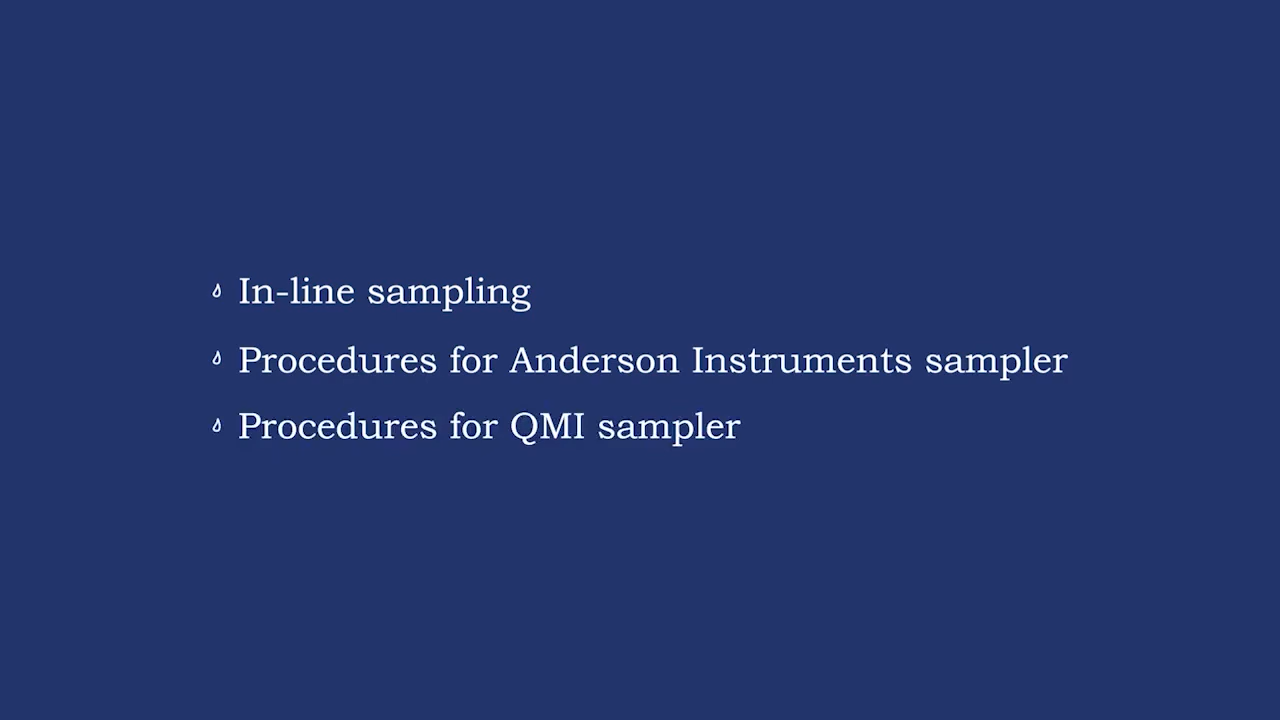 In-line sampling
Procedures for Anderson Instruments sampler
Procedures for QMI sampler